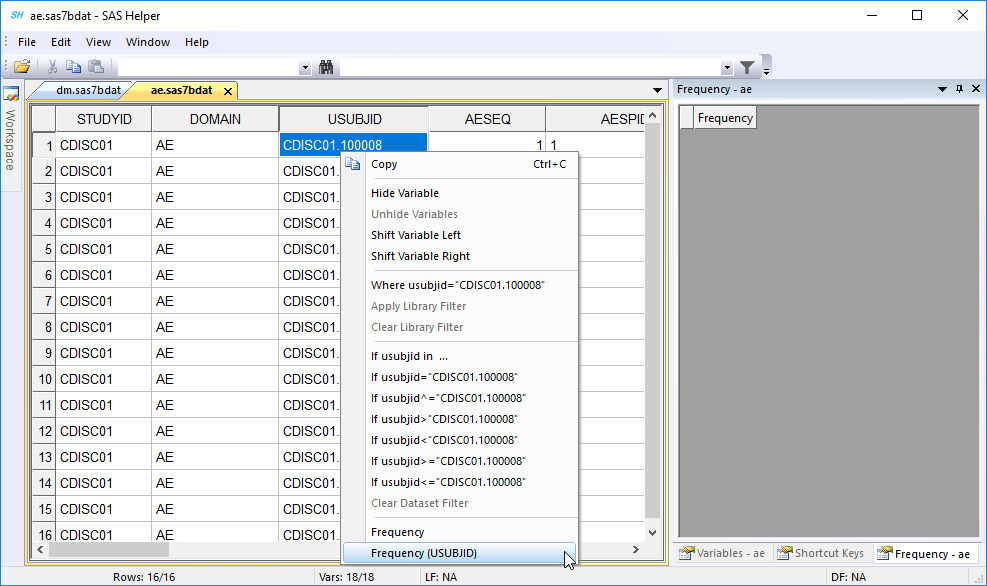 SH ae.sas7bdat - SAS Helper
File Edit View Window Help
Workspace
dm.sas7bdat ae.sas7bdat
STUDYID DOMAIN USUBJID AESEQ AESPID
1 CDISC01 AE CDISC01.100008 1 1
2 CDISC01 AE CDISC01.
3 CDISC01 AE CDISC01.
4 CDISC01 AE CDISC01.
5 CDISC01 AE CDISC01.
6 CDISC01 AE CDISC01.
7 CDISC01 AE CDISC01.
8 CDISC01 AE CDISC01.
9 CDISC01 AE CDISC01.
10 CDISC01 AE CDISC01.
11 CDISC01 AE CDISC01.
12 CDISC01 AE CDISC01.
13 CDISC01 AE CDISC01.
14 CDISC01 AE CDISC01.
15 CDISC01 AE CDISC01.
16 CDISC01 AE CDISC01.
Copy Ctrl+C
Hide Variable
Unhide Variables
Shift Variable Left
Shift Variable Right
Where usubjid="CDISC01.100008"
Apply Library Filter
Clear Library Filter
If usubjid in ...
If usubjid="CDISC01.100008"
If usubjid^="CDISC01.100008"
If usubjid>"CDISC01.100008"
If usubjid<"CDISC01.100008"
If usubjid>="CDISC01.100008"
If usubjid<="CDISC01.100008"
Clear Dataset Filter
Frequency
Frequency (USUBJID)
Frequency - ae
Frequency
Variables - ae Shortcut Keys Frequency - ae
Rows: 16/16 Vars: 18/18 LF: NA DF: NA